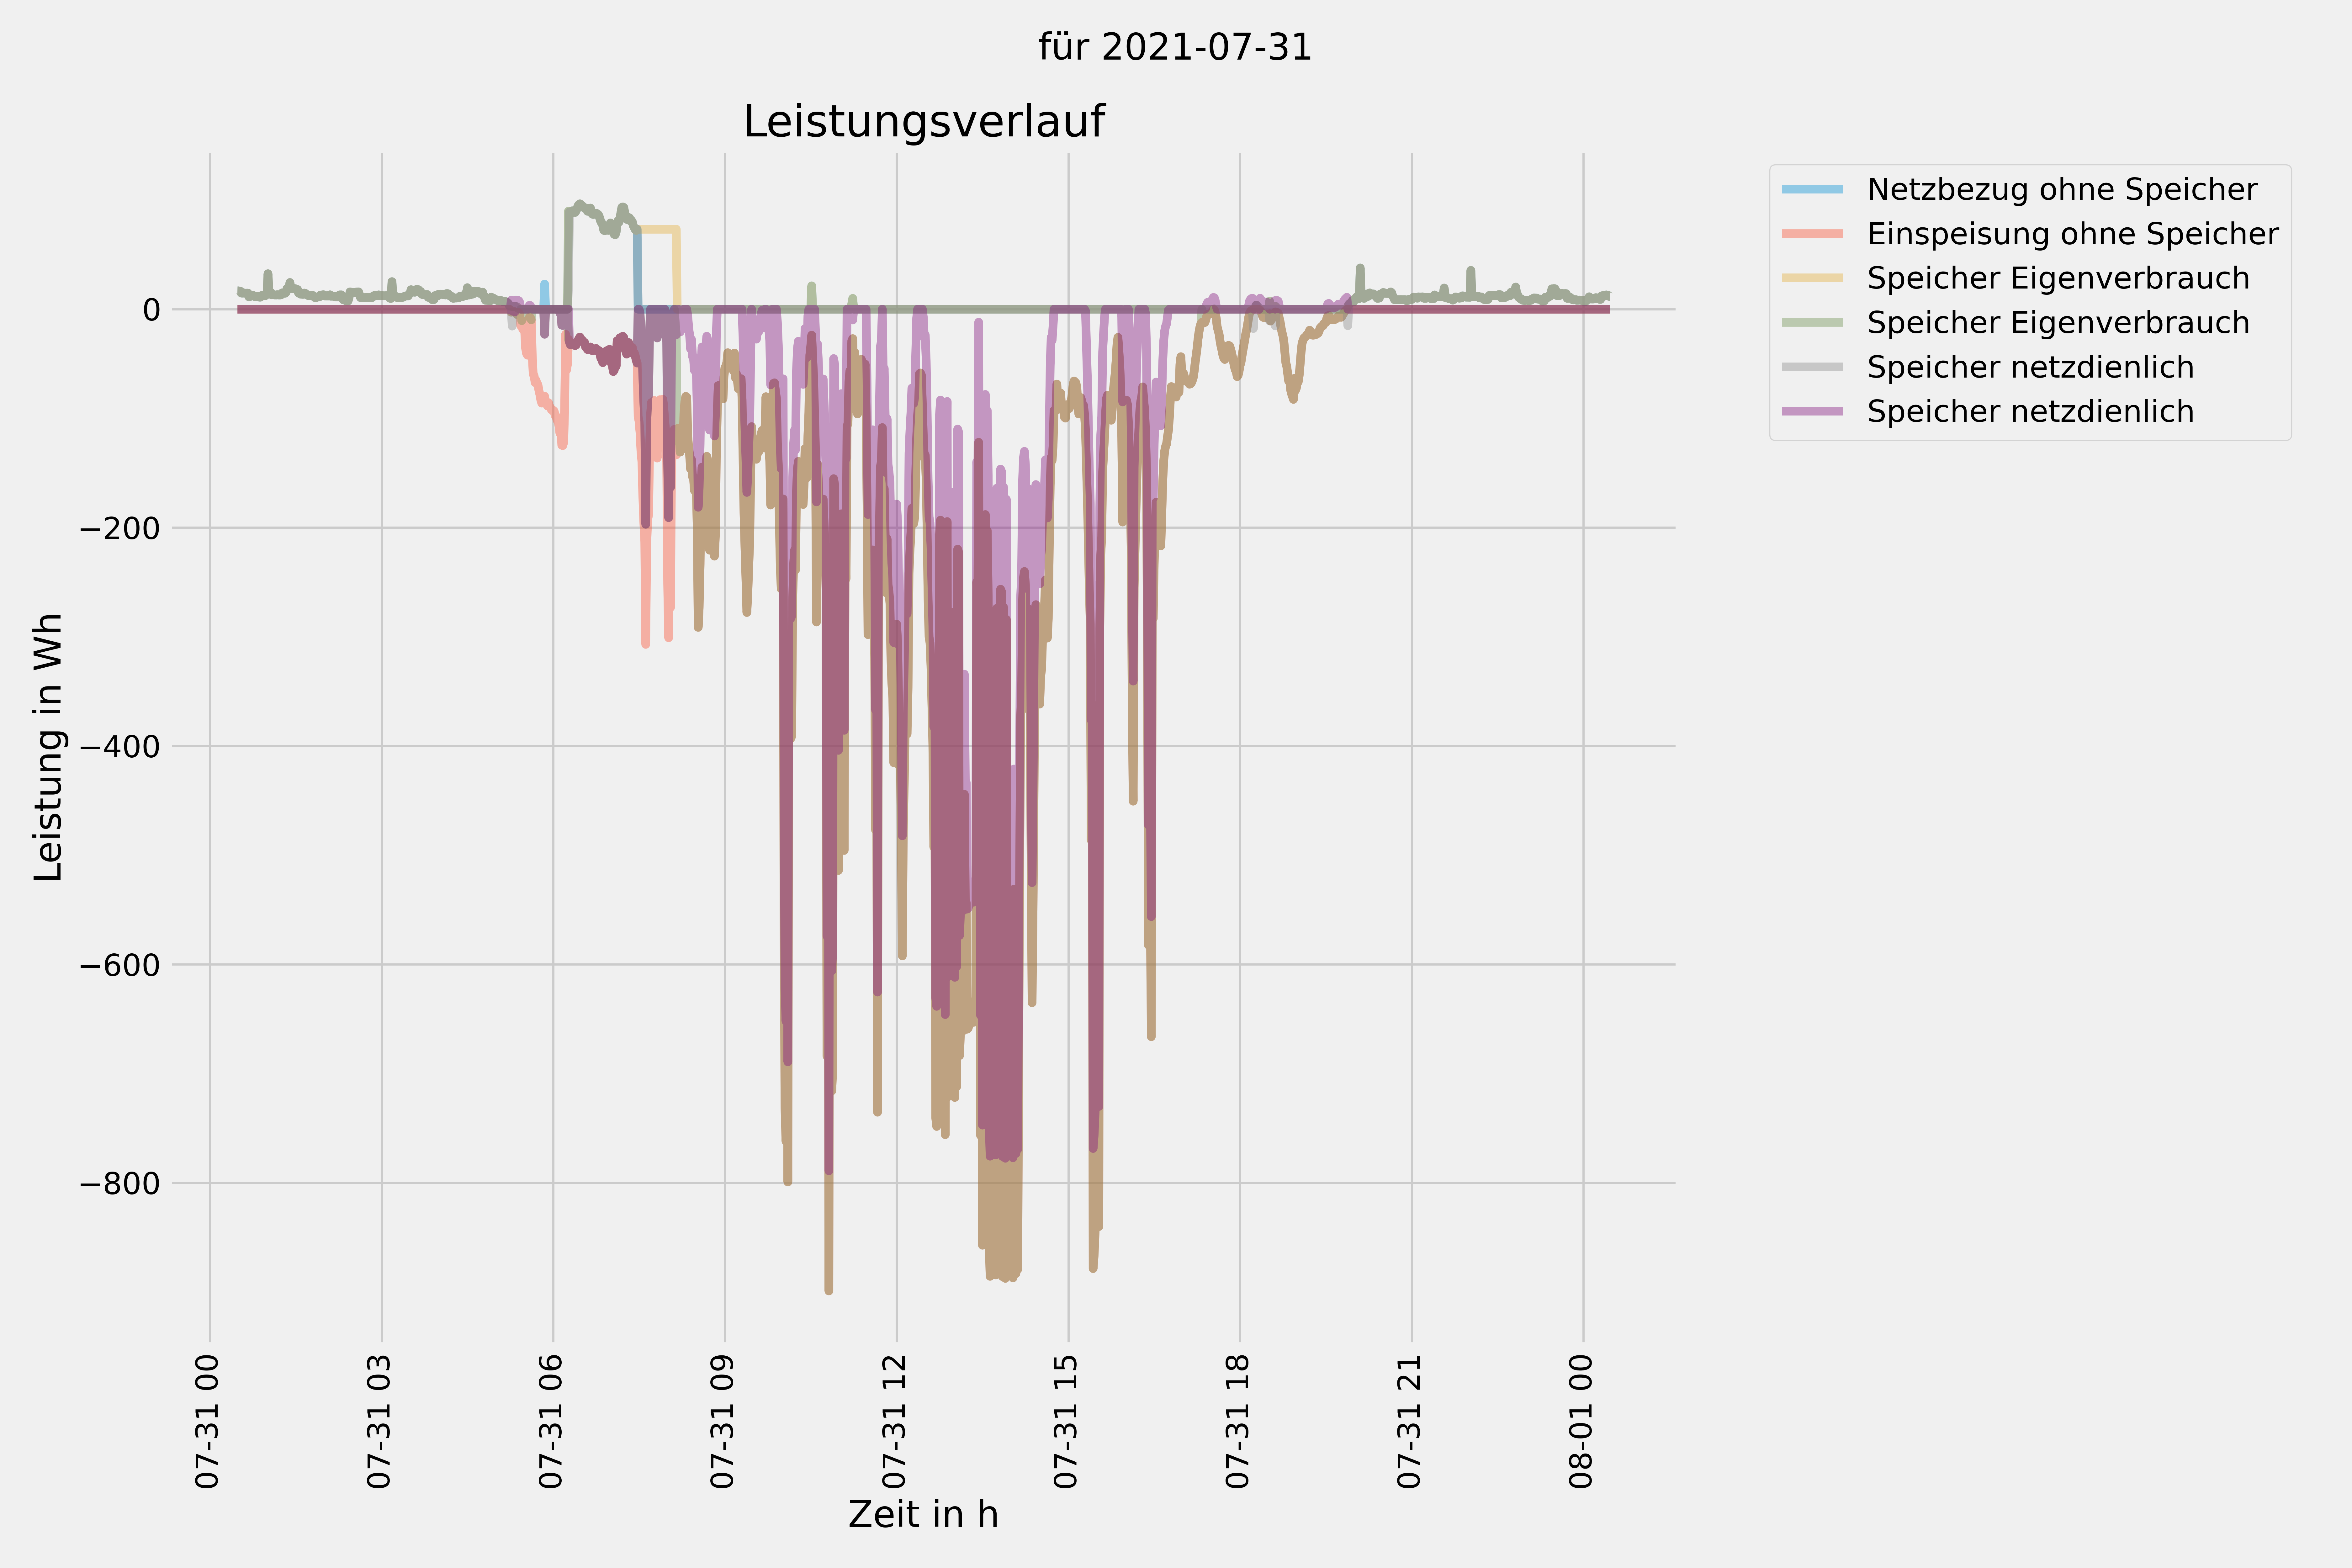 für 2021-07-31
Leistungsverlauf
Netzbezug ohne Speicher
Einspeisung ohne Speicher
Speicher Eigenverbrauch
Speicher Eigenverbrauch
Speicher netzdienlich
Speicher netzdienlich
Leistung in Wh
0
−200
−400
−600
−800
07-31 00
07-31 03
07-31 06
07-31 09
07-31 12
07-31 15
07-31 18
07-31 21
08-01 00
Zeit in h